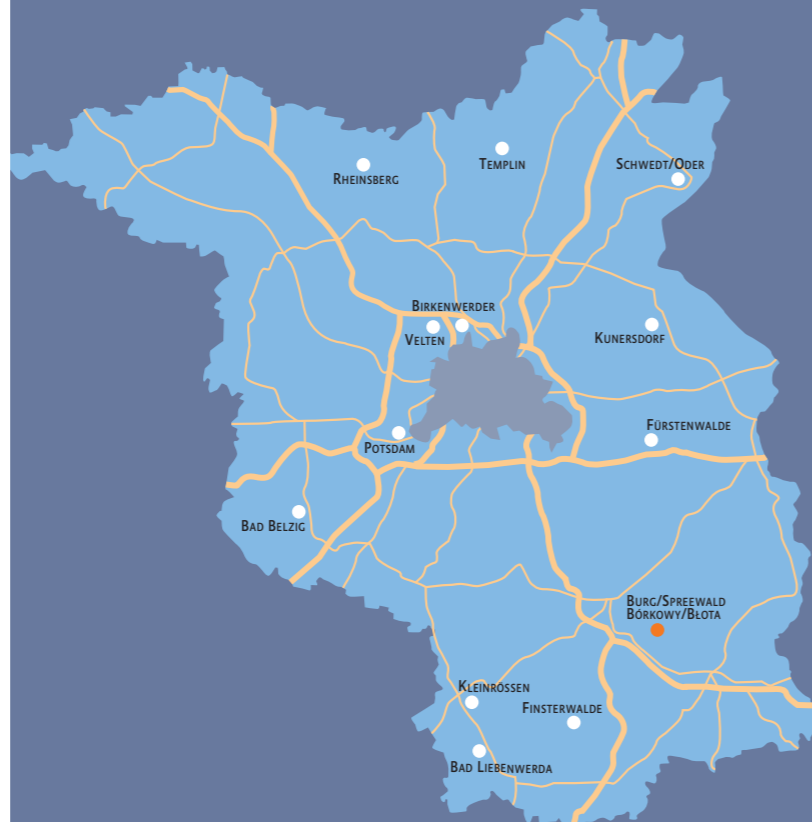 Templin
Schwedt/Oder
Rheinsberg
Birkenwerder
Velten
Kunersdorf
Fürstenwalde
Potsdam
Bad Belzig
Burg/Spreewald
Bórkowy/Błota
Kleinrössen
Finsterwalde
Bad Liebenwerda